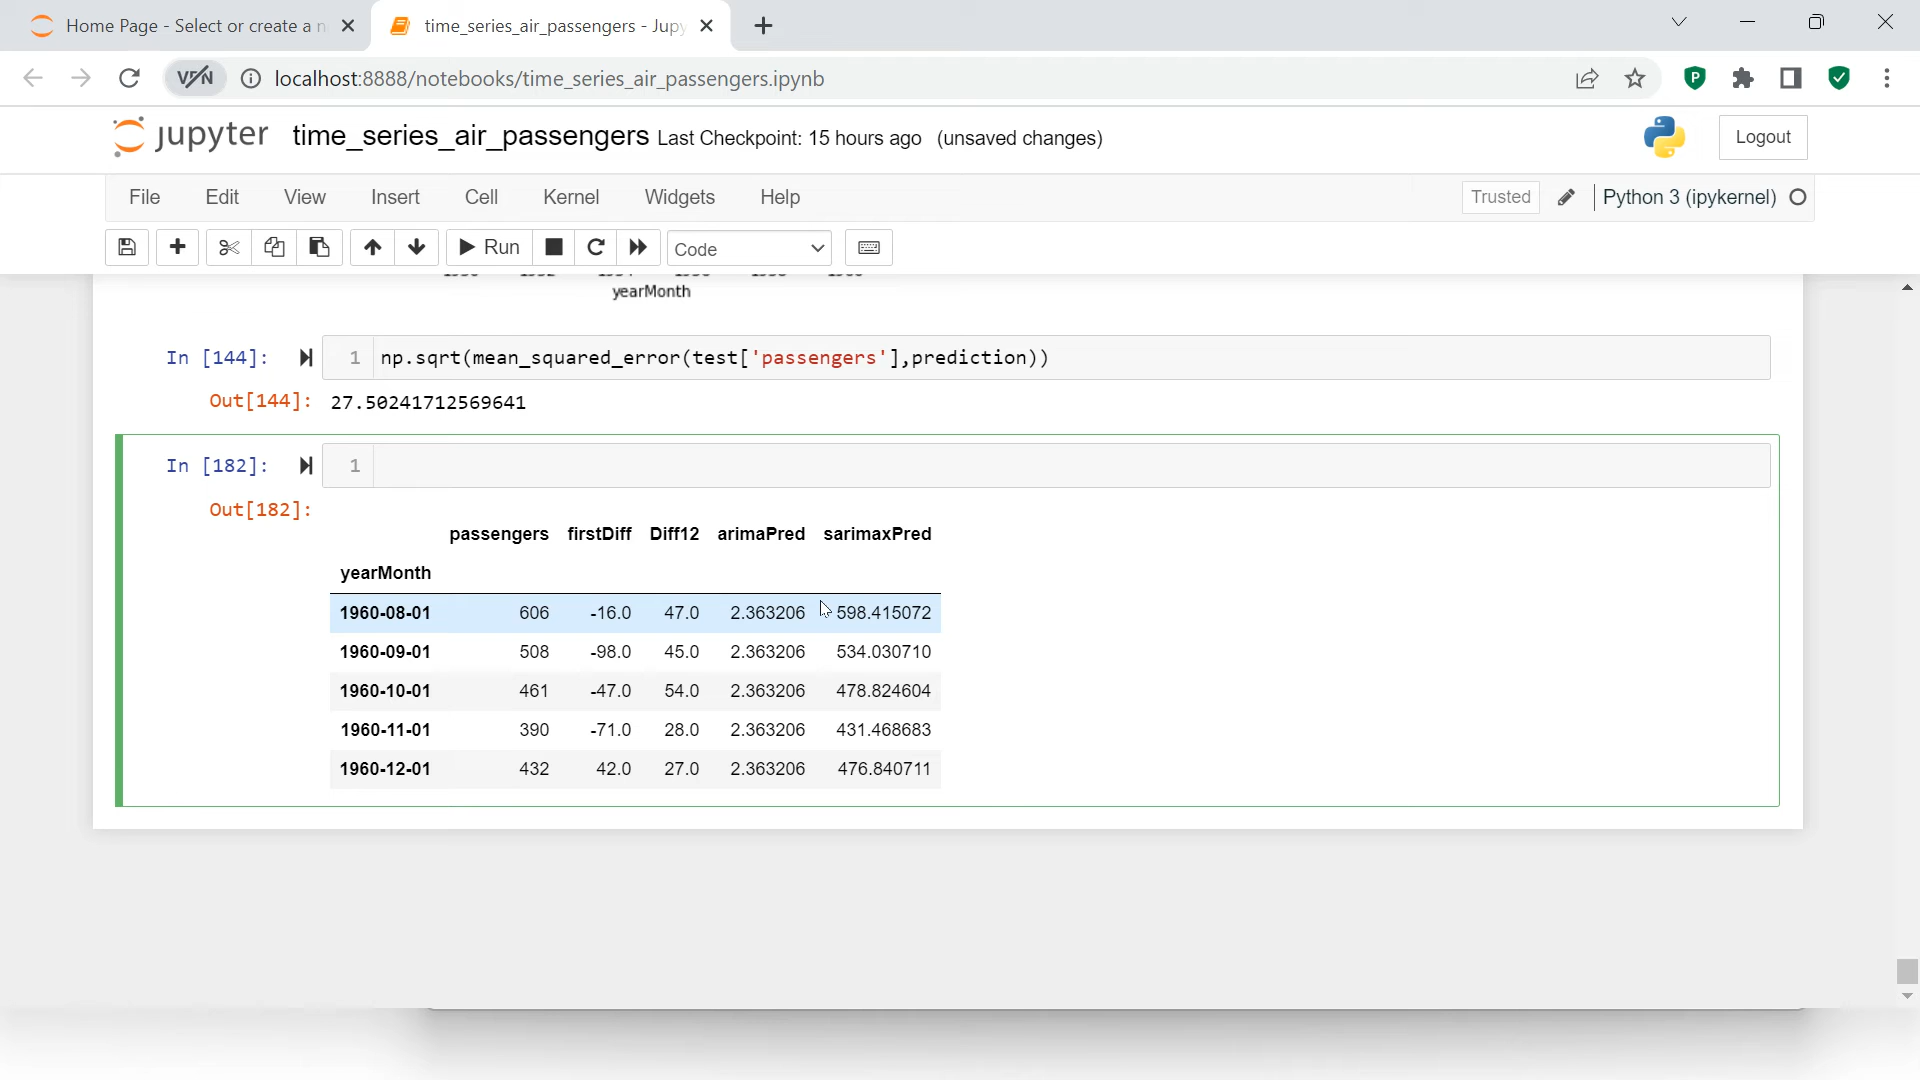 Home Page - Select or create a n
time_series_air_passengers - Jupy
VPN
localhost:8888/notebooks/time_series_air_passengers.ipynb
P
jupyter time_series_air_passengers Last Checkpoint: 15 hours ago (unsaved changes)
Logout
File Edit View Insert Cell Kernel Widgets Help
Trusted
Python 3 (ipykernel)
Run
Code
yearMonth
In [144]: 1 np.sqrt(mean_squared_error(test['passengers'],prediction))
Out[144]: 27.50241712569641
In [182]: 1
Out[182]:
passengers firstDiff Diff12 arimaPred sarimaxPred
yearMonth
1960-08-01 606 -16.0 47.0 2.363206 598.415072
1960-09-01 508 -98.0 45.0 2.363206 534.030710
1960-10-01 461 -47.0 54.0 2.363206 478.824604
1960-11-01 390 -71.0 28.0 2.363206 431.468683
1960-12-01 432 42.0 27.0 2.363206 476.840711